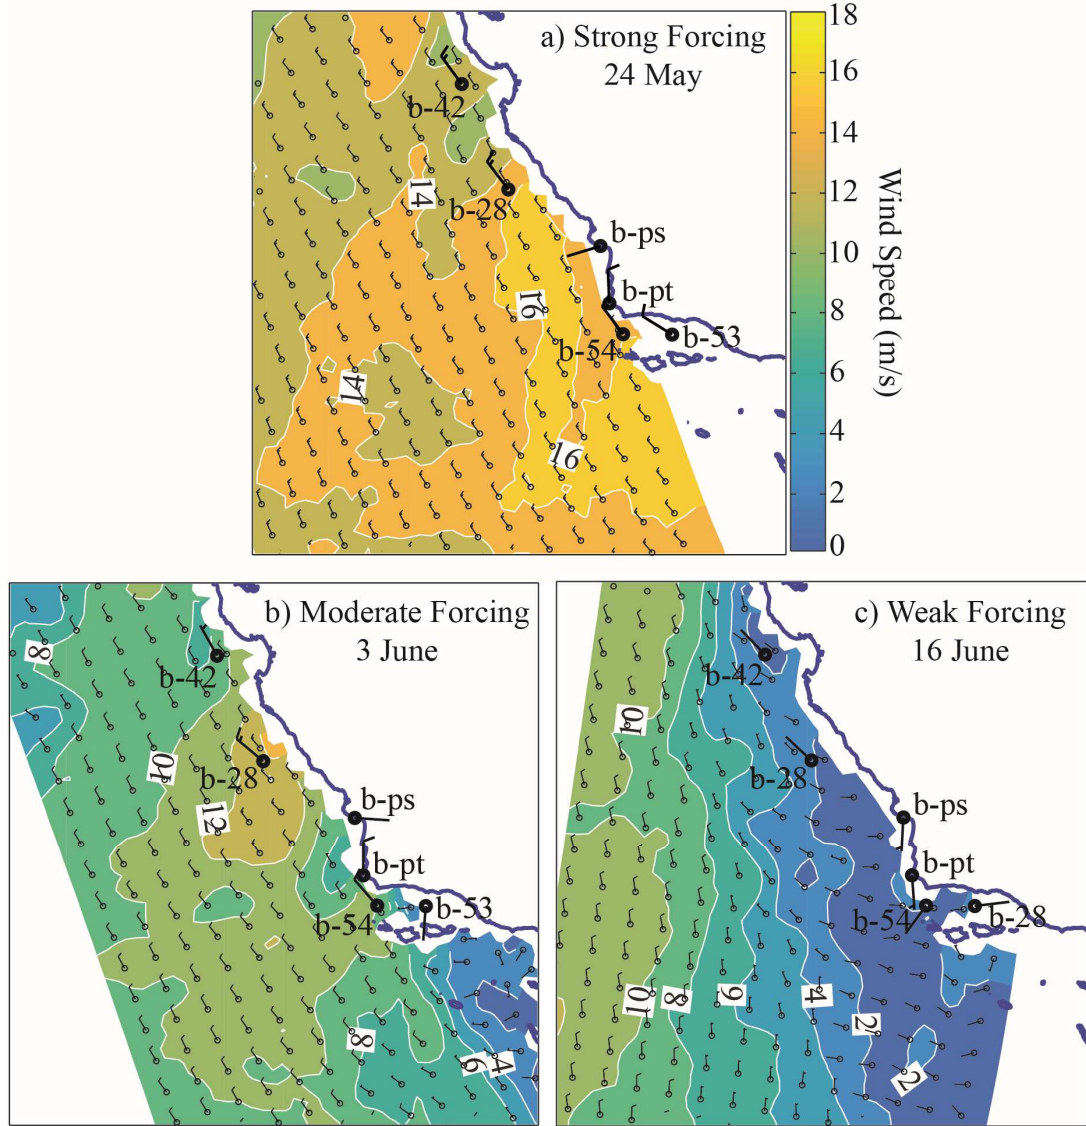 a) Strong Forcing
24 May
b-42
14
b-28
b-ps
16
b-pt
b-54
b-53
14
16
18
16
14
12
10
8
6
4
2
0
Wind Speed (m/s)
b) Moderate Forcing
3 June
8
b-42
10
b-28
12
b-ps
b-pt
b-54
b-53
8
6
4
c) Weak Forcing
16 June
b-42
10
b-28
b-ps
b-pt
b-54
b-28
10
8
6
4
2
2